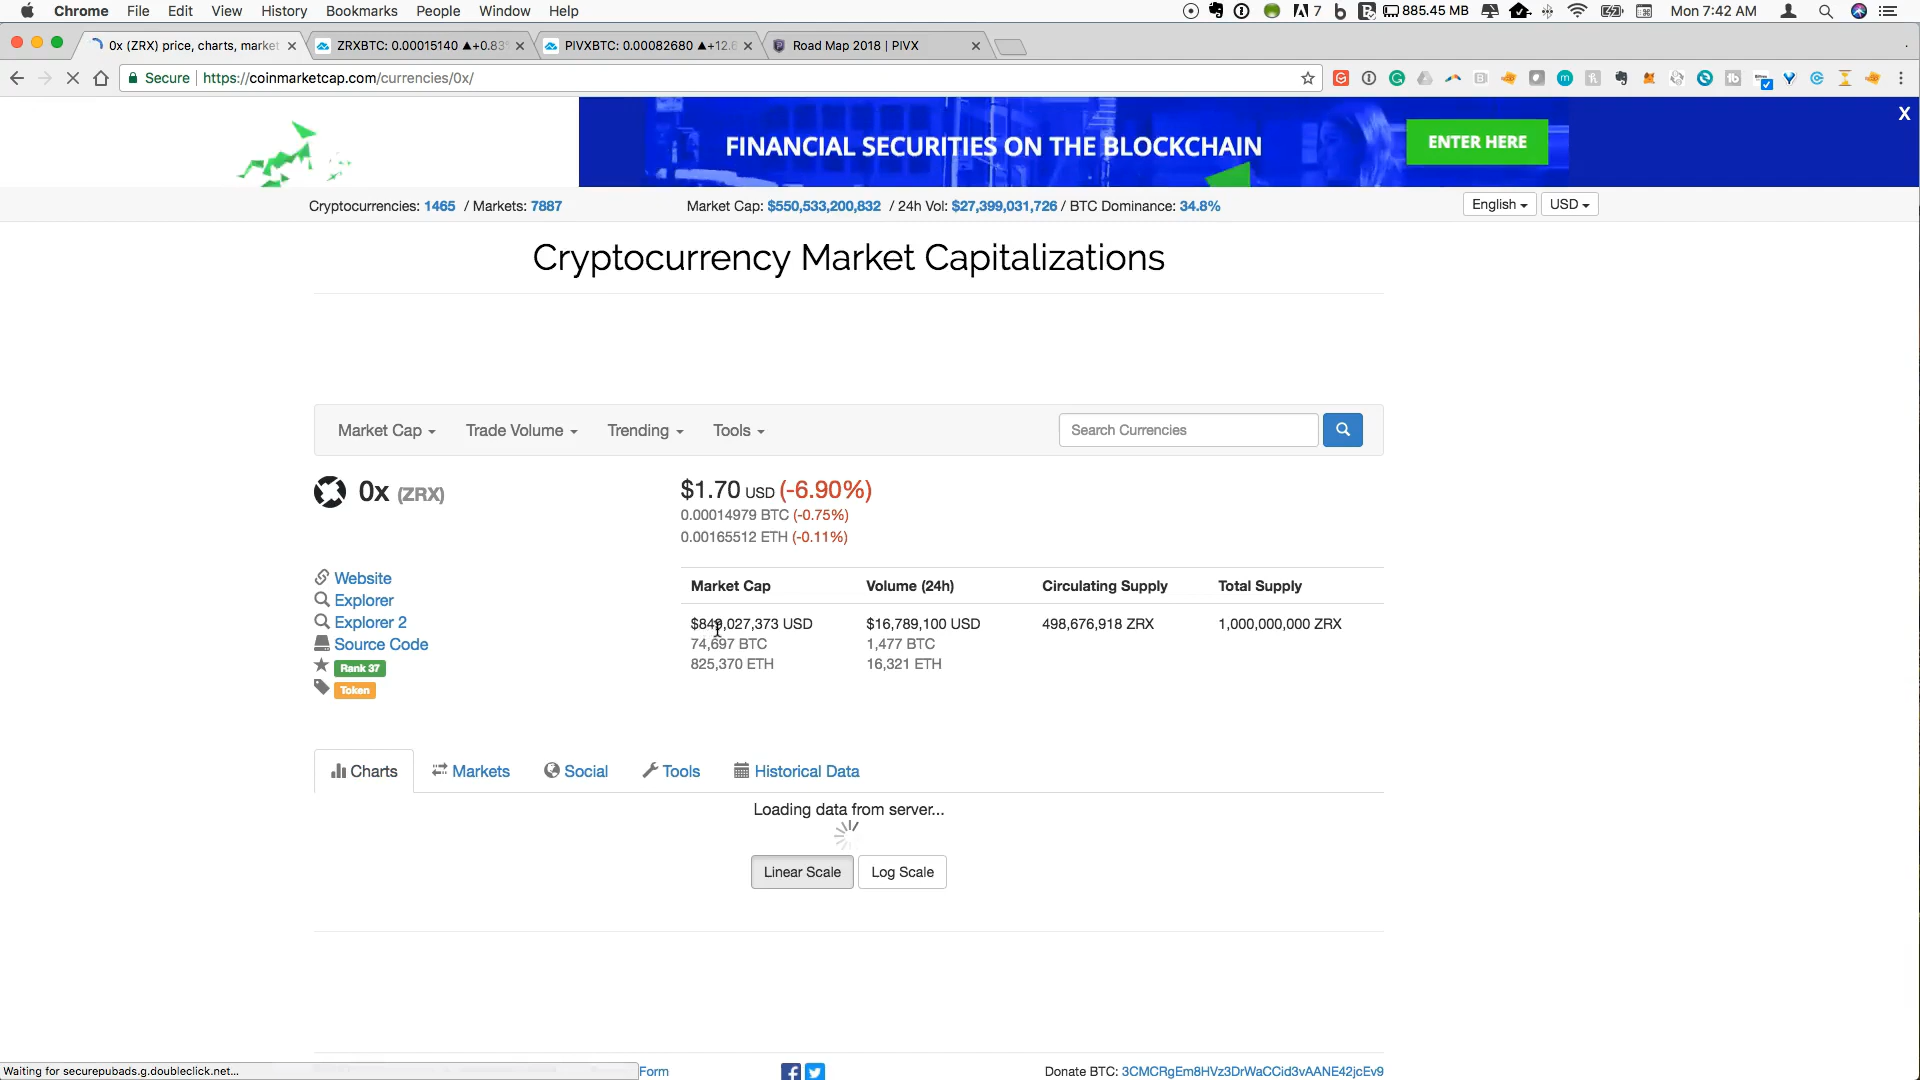 Chrome File Edit View History Bookmarks People Window Help 7 885.45 MB Mon 7:42 AM
0x (ZRX) price, charts, market ZRXBTC: 0.00015140 ▲+0.83% PIVXBTC: 0.00082680 ▲+12.6 Road Map 2018 | PIVX
Secure https://coinmarketcap.com/currencies/0x/
FINANCIAL SECURITIES ON THE BLOCKCHAIN ENTER HERE X
Cryptocurrencies: 1465 / Markets: 7887 Market Cap: $550,533,200,832 / 24h Vol: $27,399,031,726 / BTC Dominance: 34.8% English USD
Cryptocurrency Market Capitalizations
Market Cap Trade Volume Trending Tools Search Currencies
0x (ZRX) $1.70 USD (-6.90%)
0.00014979 BTC (-0.75%)
0.00165512 ETH (-0.11%)
Website
Explorer
Explorer 2
Source Code
Rank 37
Token
Market Cap Volume (24h) Circulating Supply Total Supply
$849,027,373 USD $16,789,100 USD 498,676,918 ZRX 1,000,000,000 ZRX
74,697 BTC 1,477 BTC
825,370 ETH 16,321 ETH
Charts Markets Social Tools Historical Data
Loading data from server...
Linear Scale Log Scale
Waiting for securepubads.g.doubleclick.net... Form Donate BTC: 3CMCRgEm8HVz3DrWaCCid3vAANE42jcEv9